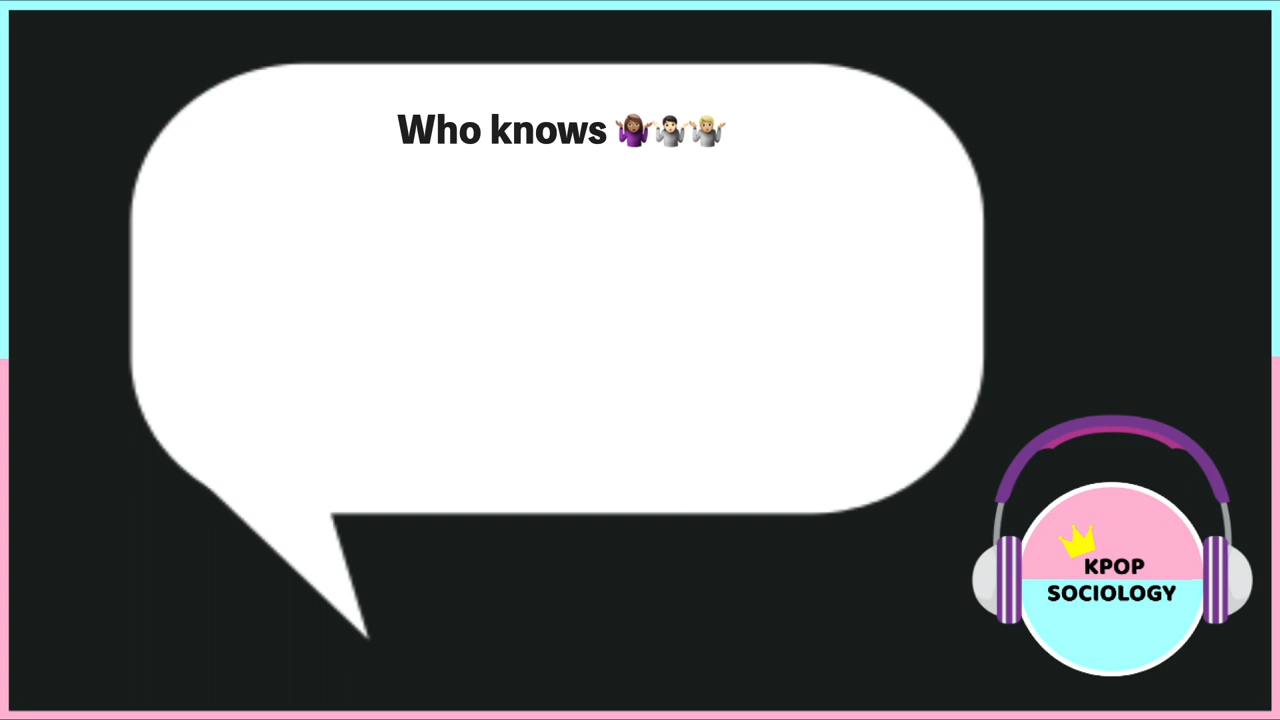 Who knows 🤷🏽‍♀️🤷🏻🤷🏼
KPOP
SOCIOLOGY